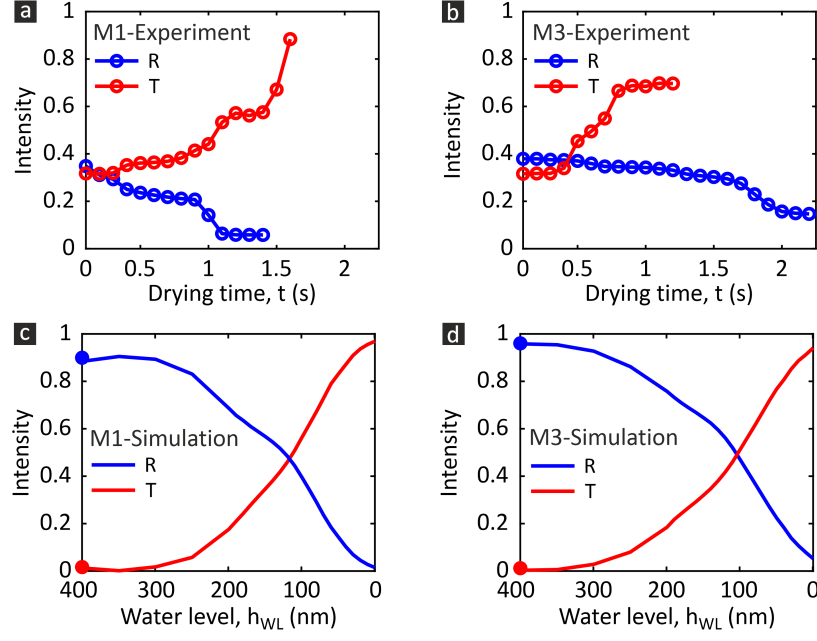 a
M1-Experiment
R
T
Intensity
1
0.8
0.6
0.4
0.2
0
0 0.5 1 1.5 2
Drying time, t (s)
b
M3-Experiment
R
T
Intensity
1
0.8
0.6
0.4
0.2
0
0 0.5 1 1.5 2
Drying time, t (s)
c
M1-Simulation
R
T
Intensity
1
0.8
0.6
0.4
0.2
0
400 300 200 100 0
Water level, hWL (nm)
d
M3-Simulation
R
T
Intensity
1
0.8
0.6
0.4
0.2
0
400 300 200 100 0
Water level, hWL (nm)